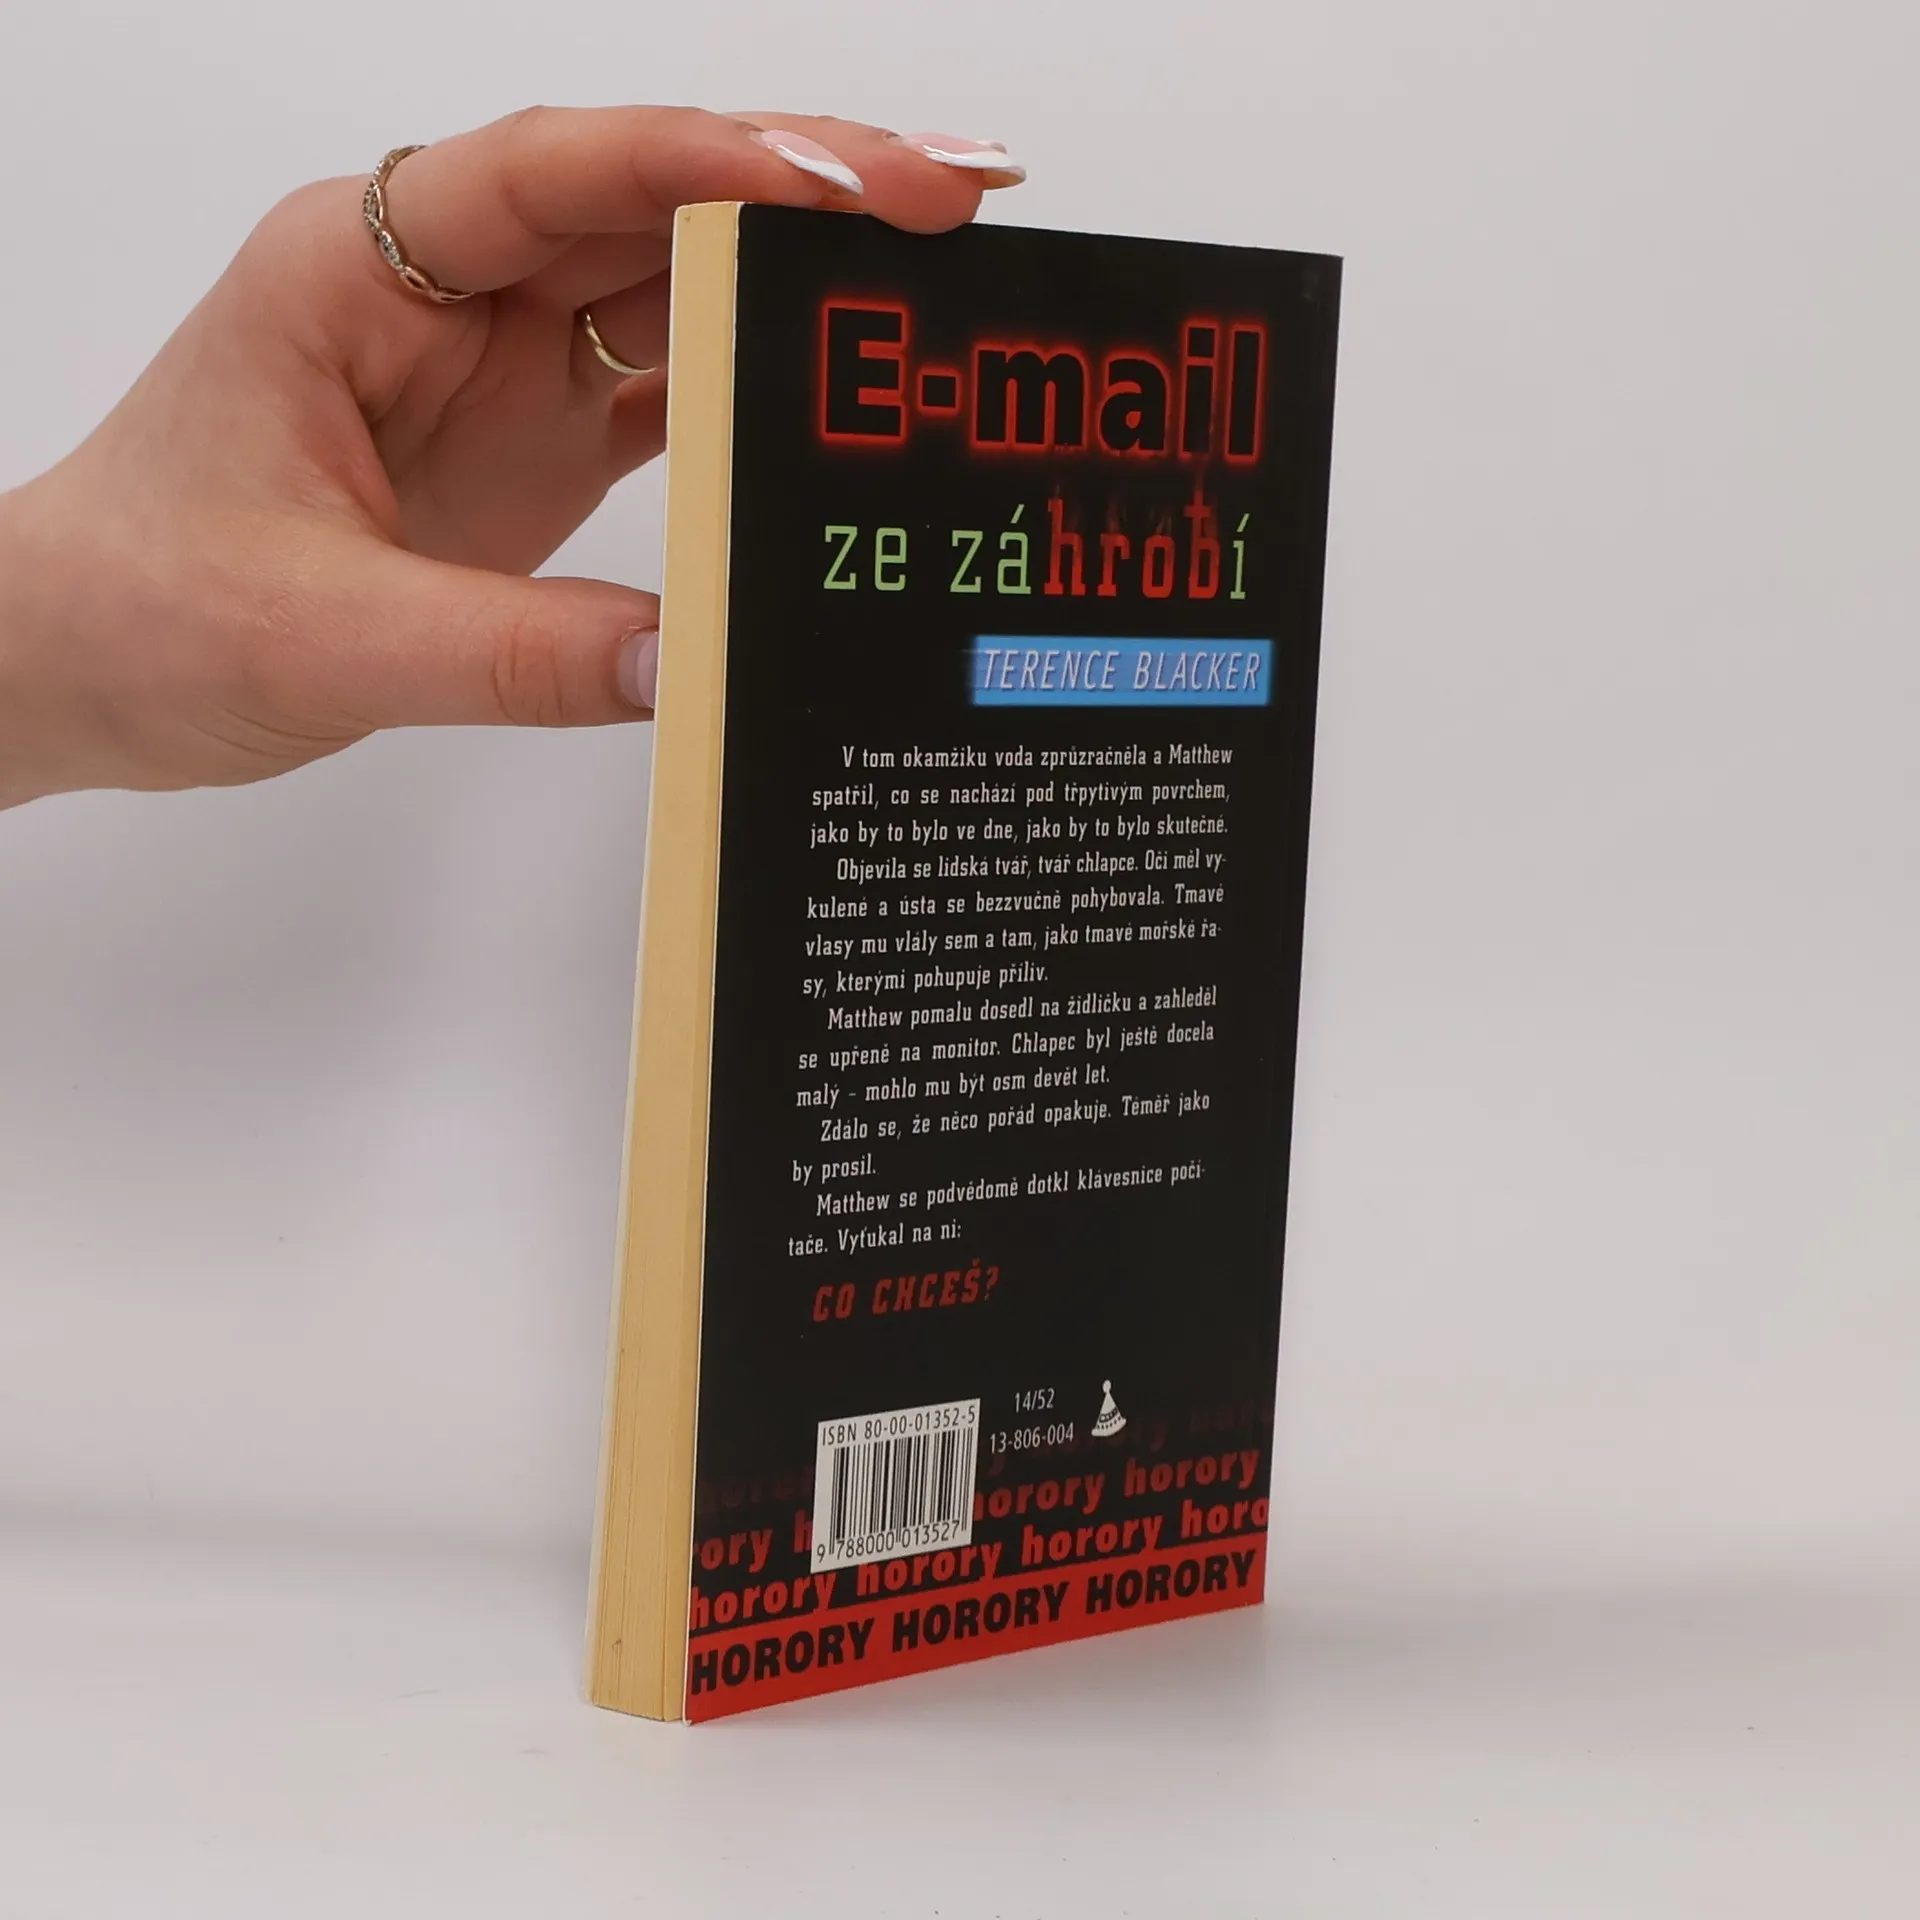 E-mail
ze záhrobí
TERENCE BLACKER
V tom okamžiku voda zprůzračněla a Matthew
spatřil, co se nachází pod třpytivým povrchem,
jako by to bylo ve dne, jako by to bylo skutečné.
Objevila se lidská tvář, tvář chlapce. Oči měl vy-
kulené a ústa se bezzvučně pohybovala. Tmavé
vlasy mu vlály sem a tam, jako tmavé mořské řa-
sy, kterými pohupuje příliv.
Matthew pomalu dosedl na židličku a zahleděl
se upřeně na monitor. Chlapec byl ještě docela
malý - mohlo mu být osm devět let.
Zdálo se, že něco pořád opakuje. Téměř jako
by prosil.
Matthew se podvědomě dotkl klávesnice počí-
tače. Vyťukal na ni:
CO CHCEŠ?
14/52
13-806-004
ISBN 80-00-01352-5
9 788000 013527
horory horory
ory h
horory horory horory horo
HORORY HORORY HORORY